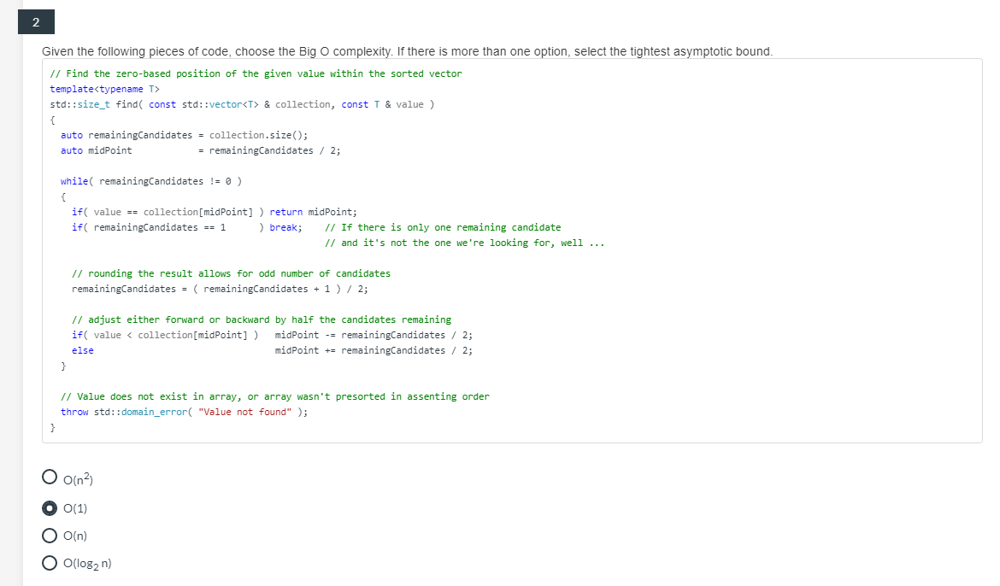 2
Given the following pieces of code, choose the Big O complexity. If there is more than one option, select the tightest asymptotic bound.
// Find the zero-based position of the given value within the sorted vector
template<typename T>
std::size_t find( const std::vector<T> & collection, const T & value )
{
  auto remainingCandidates = collection.size();
  auto midPoint            = remainingCandidates / 2;
  while( remainingCandidates != 0 )
  {
    if( value == collection[midPoint] ) return midPoint;
    if( remainingCandidates == 1      ) break;    // If there is only one remaining candidate
                                                  // and it's not the one we're looking for, well ...
    // rounding the result allows for odd number of candidates
    remainingCandidates = ( remainingCandidates + 1 ) / 2;
    // adjust either forward or backward by half the candidates remaining
    if( value < collection[midPoint] )   midPoint -= remainingCandidates / 2;
    else                                 midPoint += remainingCandidates / 2;
  }
  // Value does not exist in array, or array wasn't presorted in assenting order
  throw std::domain_error( "Value not found" );
}
O(n²)
O(1)
O(n)
O(log₂ n)